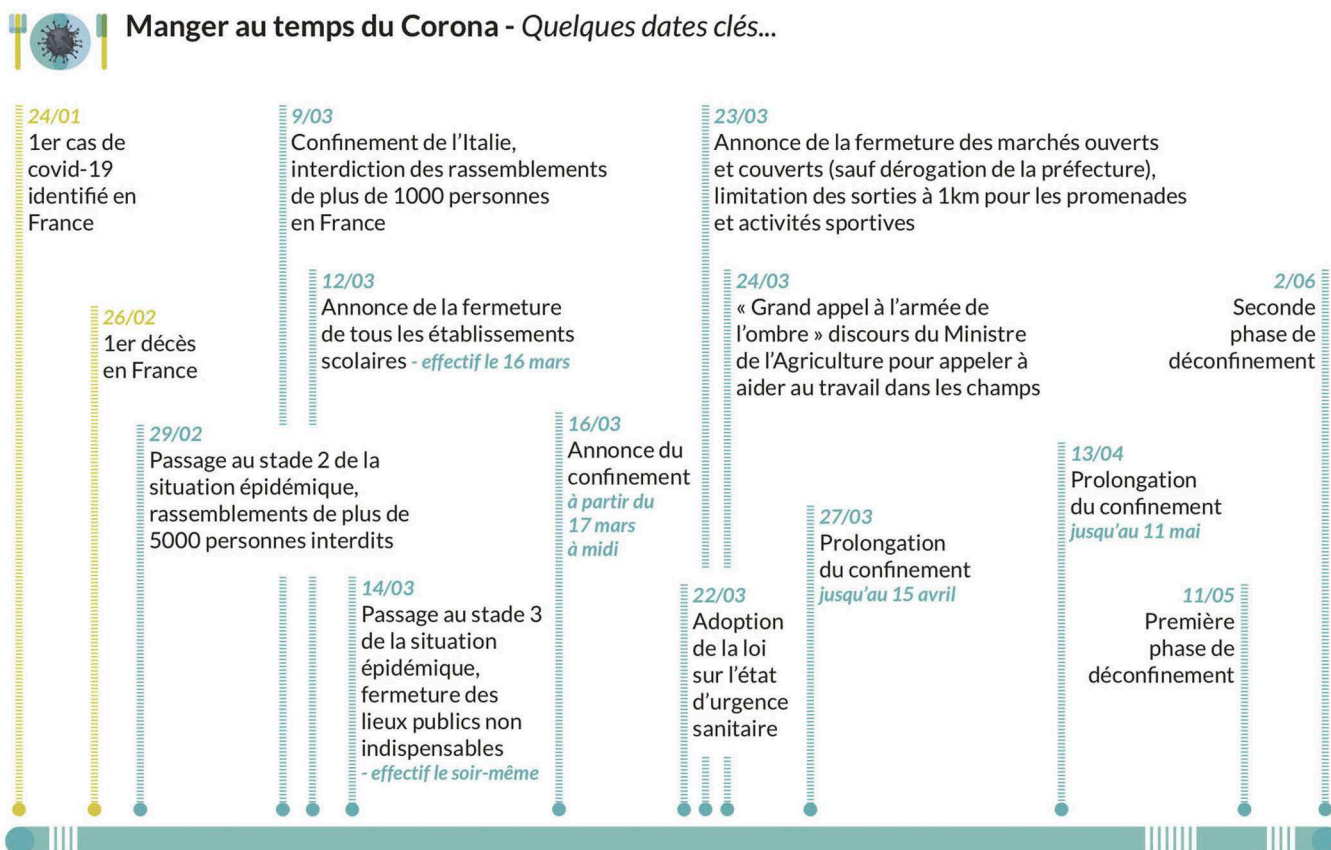 Manger au temps du Corona - Quelques dates clés...
24/01
1er cas de
covid-19
identifié en
France
26/02
1er décès
en France
29/02
Passage au stade 2 de la
situation épidémique,
rassemblements de plus de
5000 personnes interdits
9/03
Confinement de l’Italie,
interdiction des rassemblements
de plus de 1000 personnes
en France
12/03
Annonce de la fermeture
de tous les établissements
scolaires - effectif le 16 mars
14/03
Passage au stade 3
de la situation
épidémique,
fermeture des
lieux publics non
indispensables
- effectif le soir-même
16/03
Annonce du
confinement
à partir du
17 mars
à midi
22/03
Adoption
de la loi
sur l’état
d’urgence
sanitaire
23/03
Annonce de la fermeture des marchés ouverts
et couverts (sauf dérogation de la préfecture),
limitation des sorties à 1km pour les promenades
et activités sportives
24/03
« Grand appel à l’armée de
l’ombre » discours du Ministre
de l’Agriculture pour appeler à
aider au travail dans les champs
27/03
Prolongation
du confinement
jusqu’au 15 avril
13/04
Prolongation
du confinement
jusqu’au 11 mai
11/05
Première
phase de
déconfinement
2/06
Seconde
phase de
déconfinement